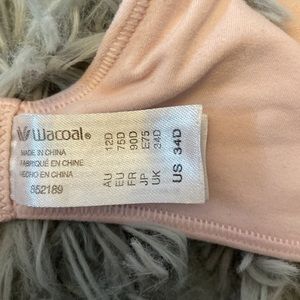 Wacoal®
MADE IN CHINA
FABRIQUÉ EN CHINE
HECHO EN CHINA
852189
AU 12D
EU 75D
FR 90D
JP E75
UK 34D
US 34D